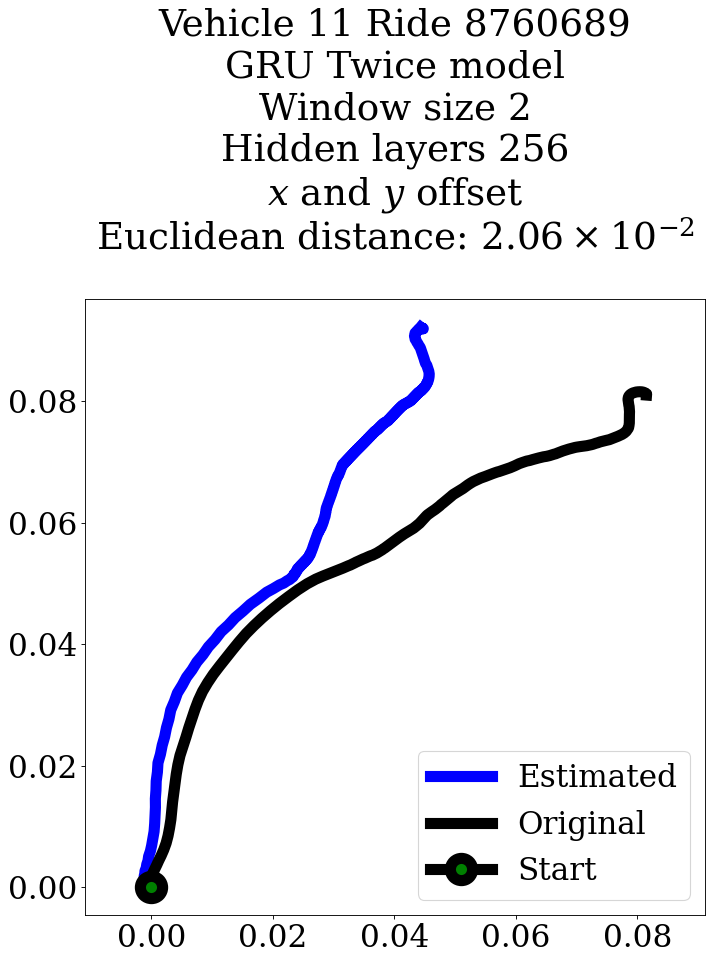 Vehicle 11 Ride 8760689
GRU Twice model
Window size 2
Hidden layers 256
x and y offset
Euclidean distance: 2.06 × 10⁻²
0.08
0.06
0.04
0.02
0.00
Estimated
Original
Start
0.00 0.02 0.04 0.06 0.08